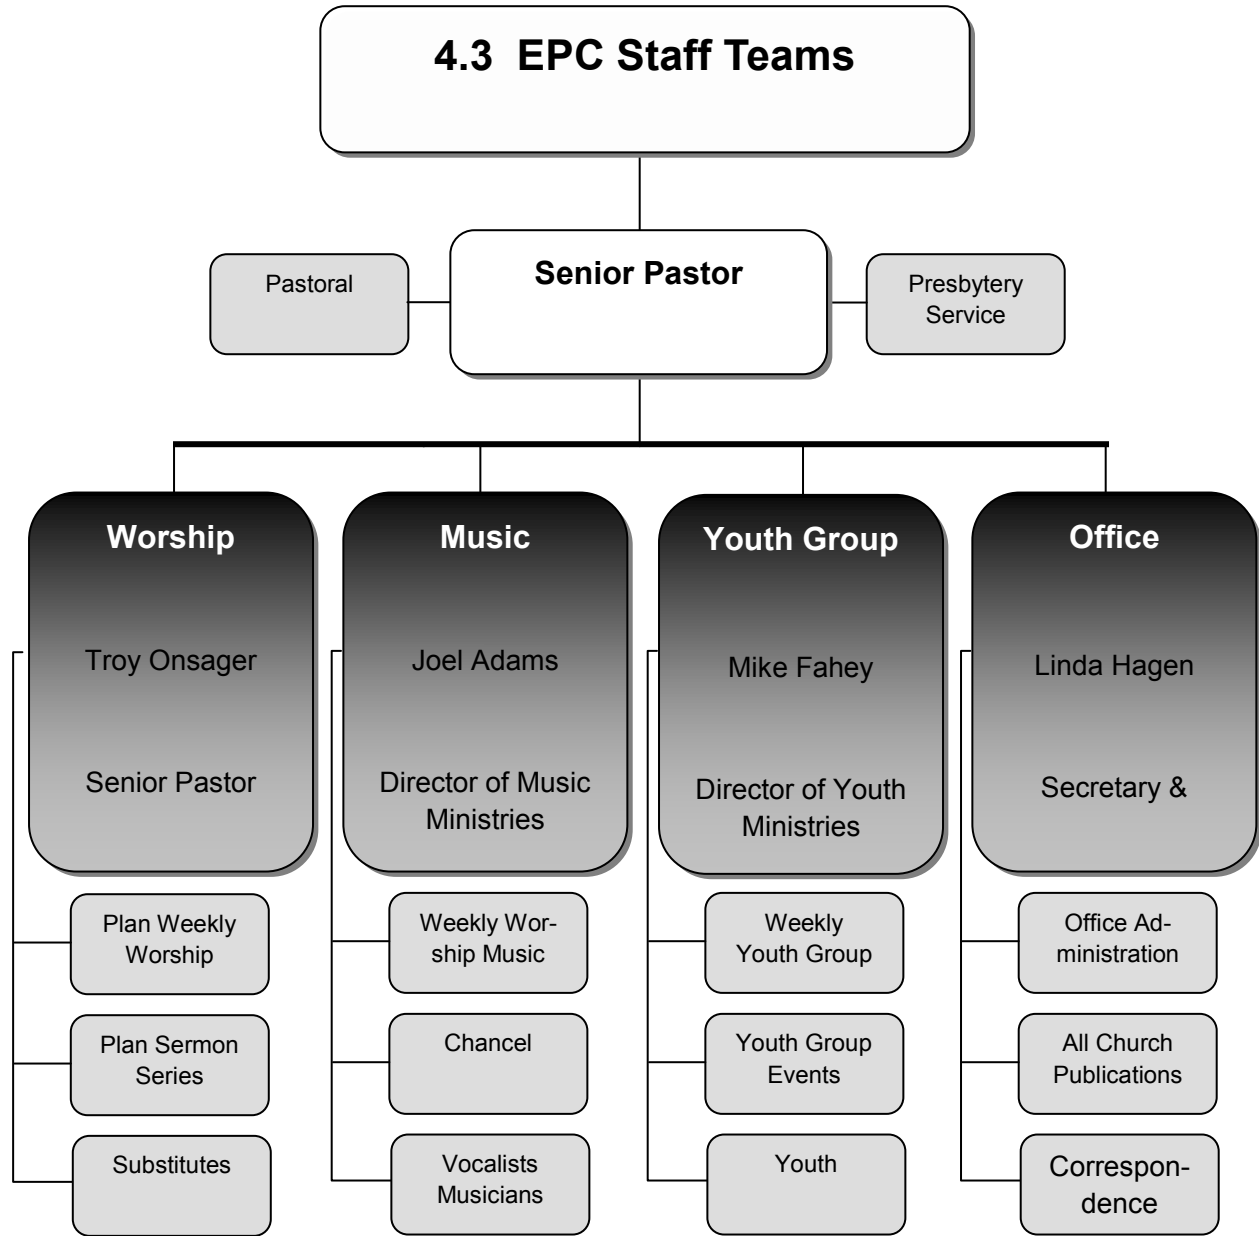 4.3 EPC Staff Teams
Pastoral
Senior Pastor
Presbytery
Service
Worship
Troy Onsager
Senior Pastor
Plan Weekly
Worship
Plan Sermon
Series
Substitutes
Music
Joel Adams
Director of Music
Ministries
Weekly Wor-
ship Music
Chancel
Vocalists
Musicians
Youth Group
Mike Fahey
Director of Youth
Ministries
Weekly
Youth Group
Youth Group
Events
Youth
Office
Linda Hagen
Secretary &
Office Ad-
ministration
All Church
Publications
Correspon-
dence